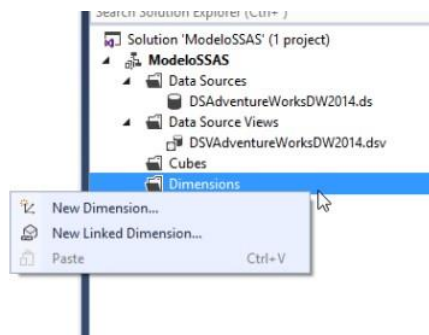 Search Solution Explorer (Ctrl+ )
Solution 'ModeloSSAS' (1 project)
ModeloSSAS
Data Sources
DSAdventureWorksDW2014.ds
Data Source Views
DSVAdventureWorksDW2014.dsv
Cubes
Dimensions
New Dimension...
New Linked Dimension...
Paste Ctrl+V